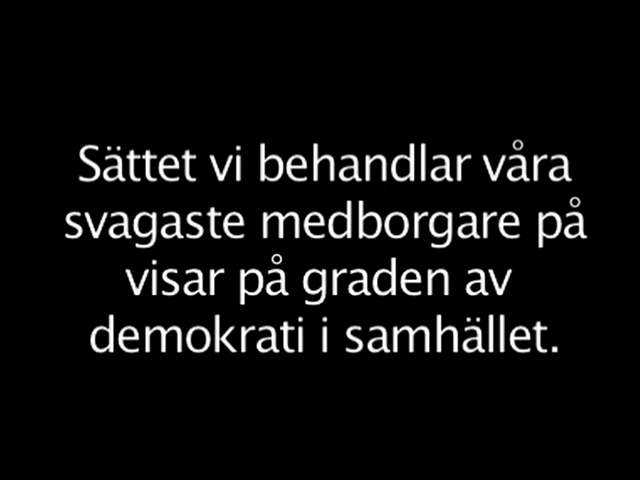 Sättet vi behandlar våra
svagaste medborgare på
visar på graden av
demokrati i samhället.